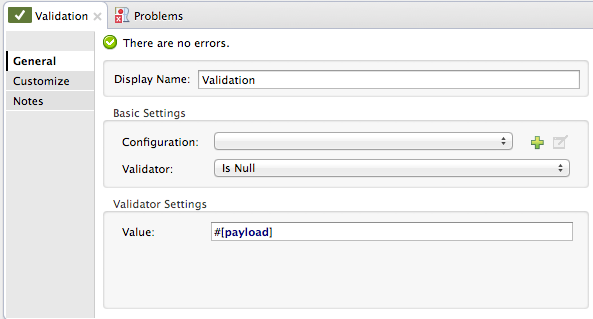 Validation
Problems
There are no errors.
General
Customize
Notes
Display Name: Validation
Basic Settings
Configuration:
Validator: Is Null
Validator Settings
Value: #[payload]